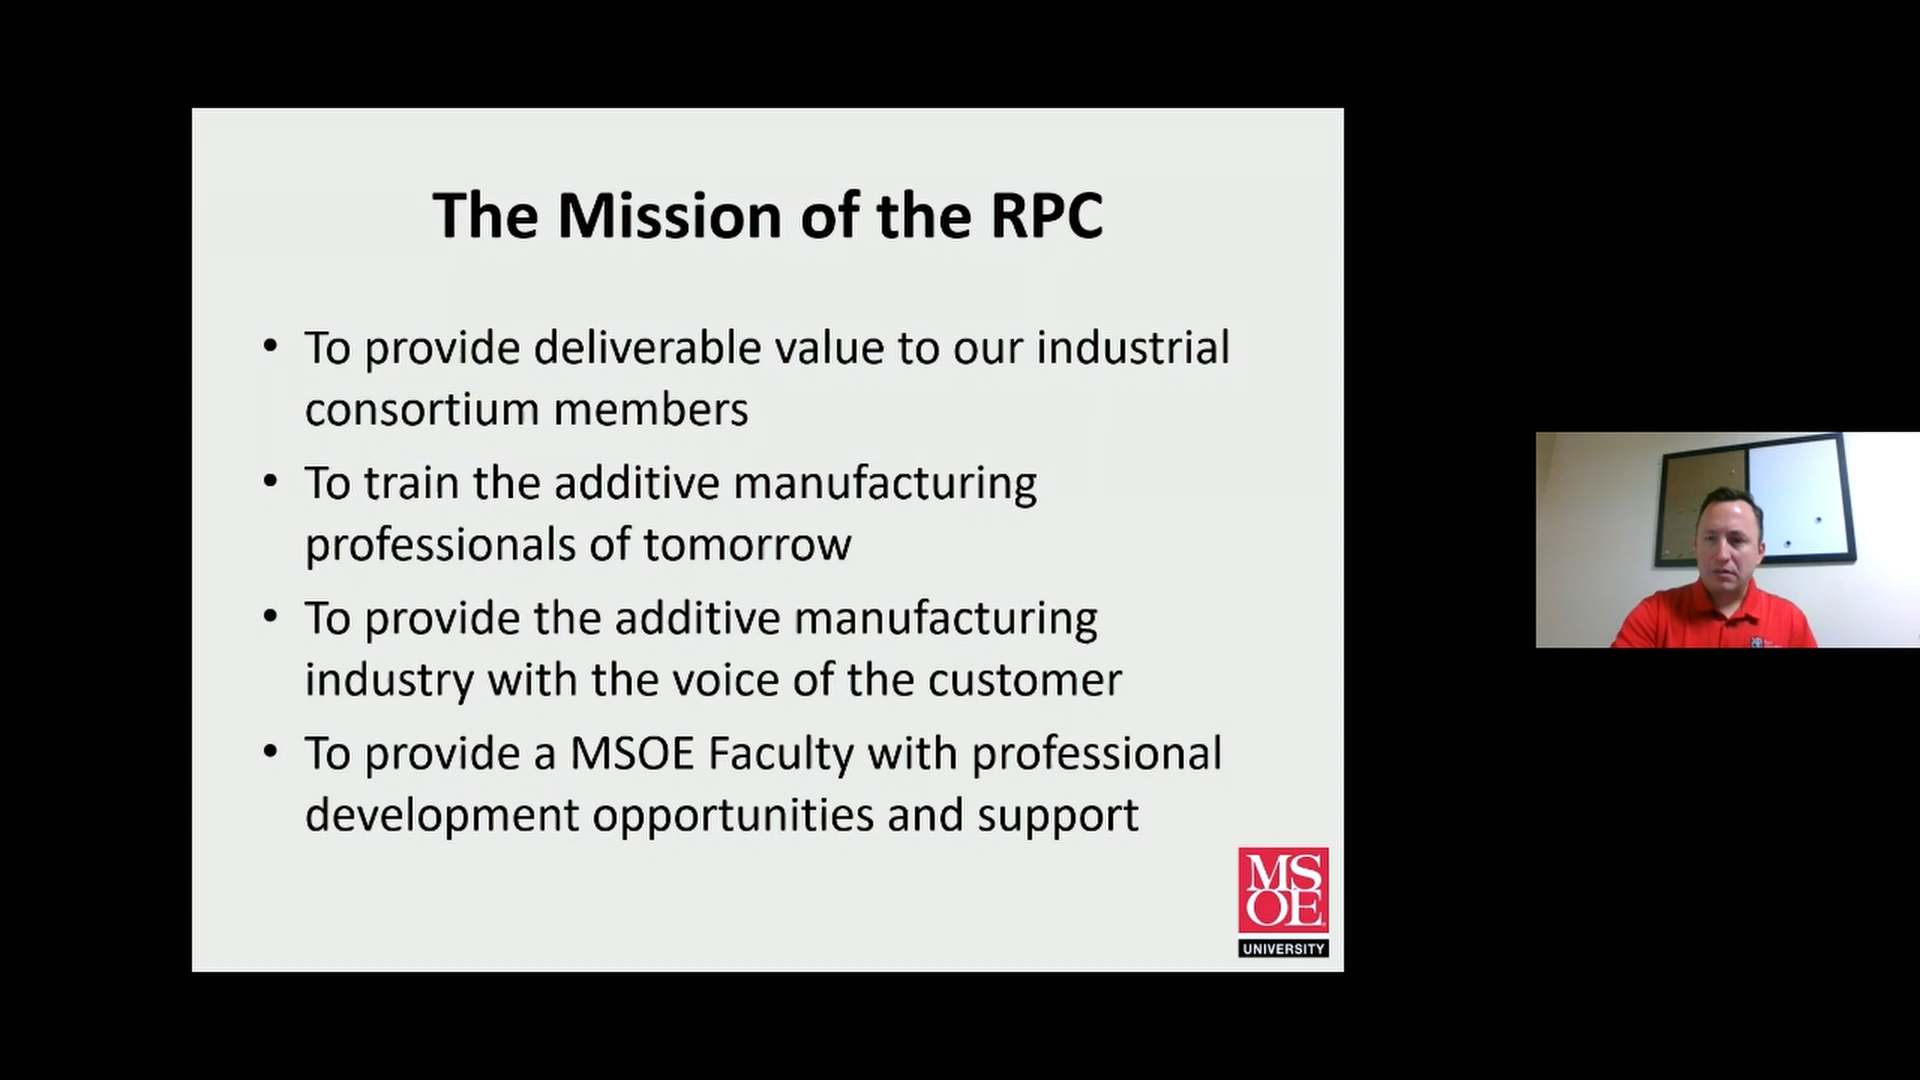 The Mission of the RPC
• To provide deliverable value to our industrial
consortium members
• To train the additive manufacturing
professionals of tomorrow
• To provide the additive manufacturing
industry with the voice of the customer
• To provide a MSOE Faculty with professional
development opportunities and support
MS
OE
UNIVERSITY